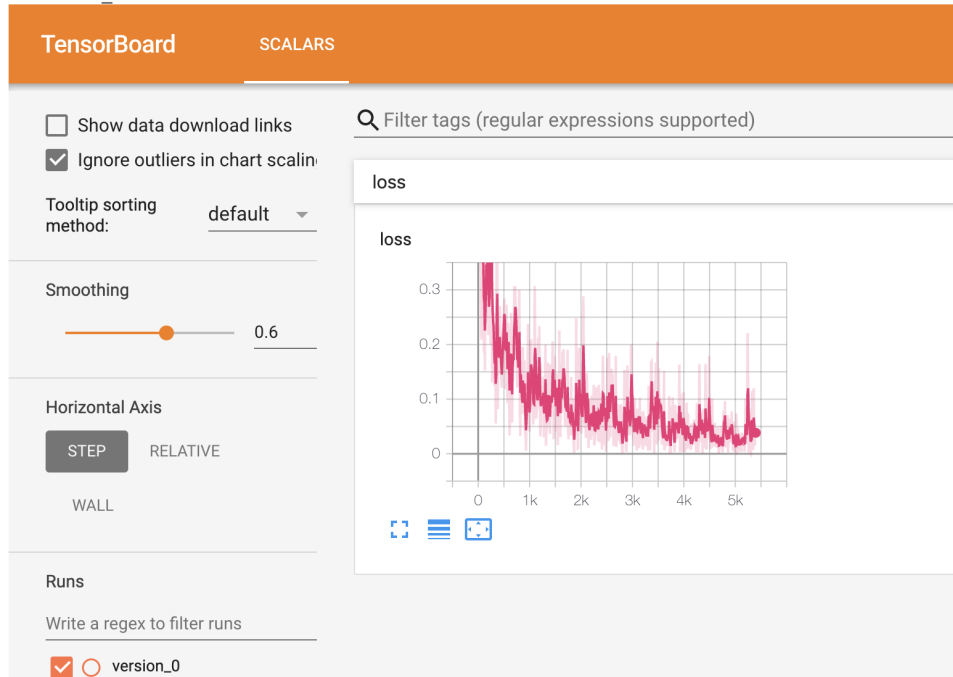 TensorBoard
SCALARS
Show data download links
Ignore outliers in chart scalin
Tooltip sorting
method:
default
Smoothing
0.6
Horizontal Axis
STEP
RELATIVE
WALL
Runs
Write a regex to filter runs
version_0
Filter tags (regular expressions supported)
loss
loss
0.3
0.2
0.1
0
0 1k 2k 3k 4k 5k